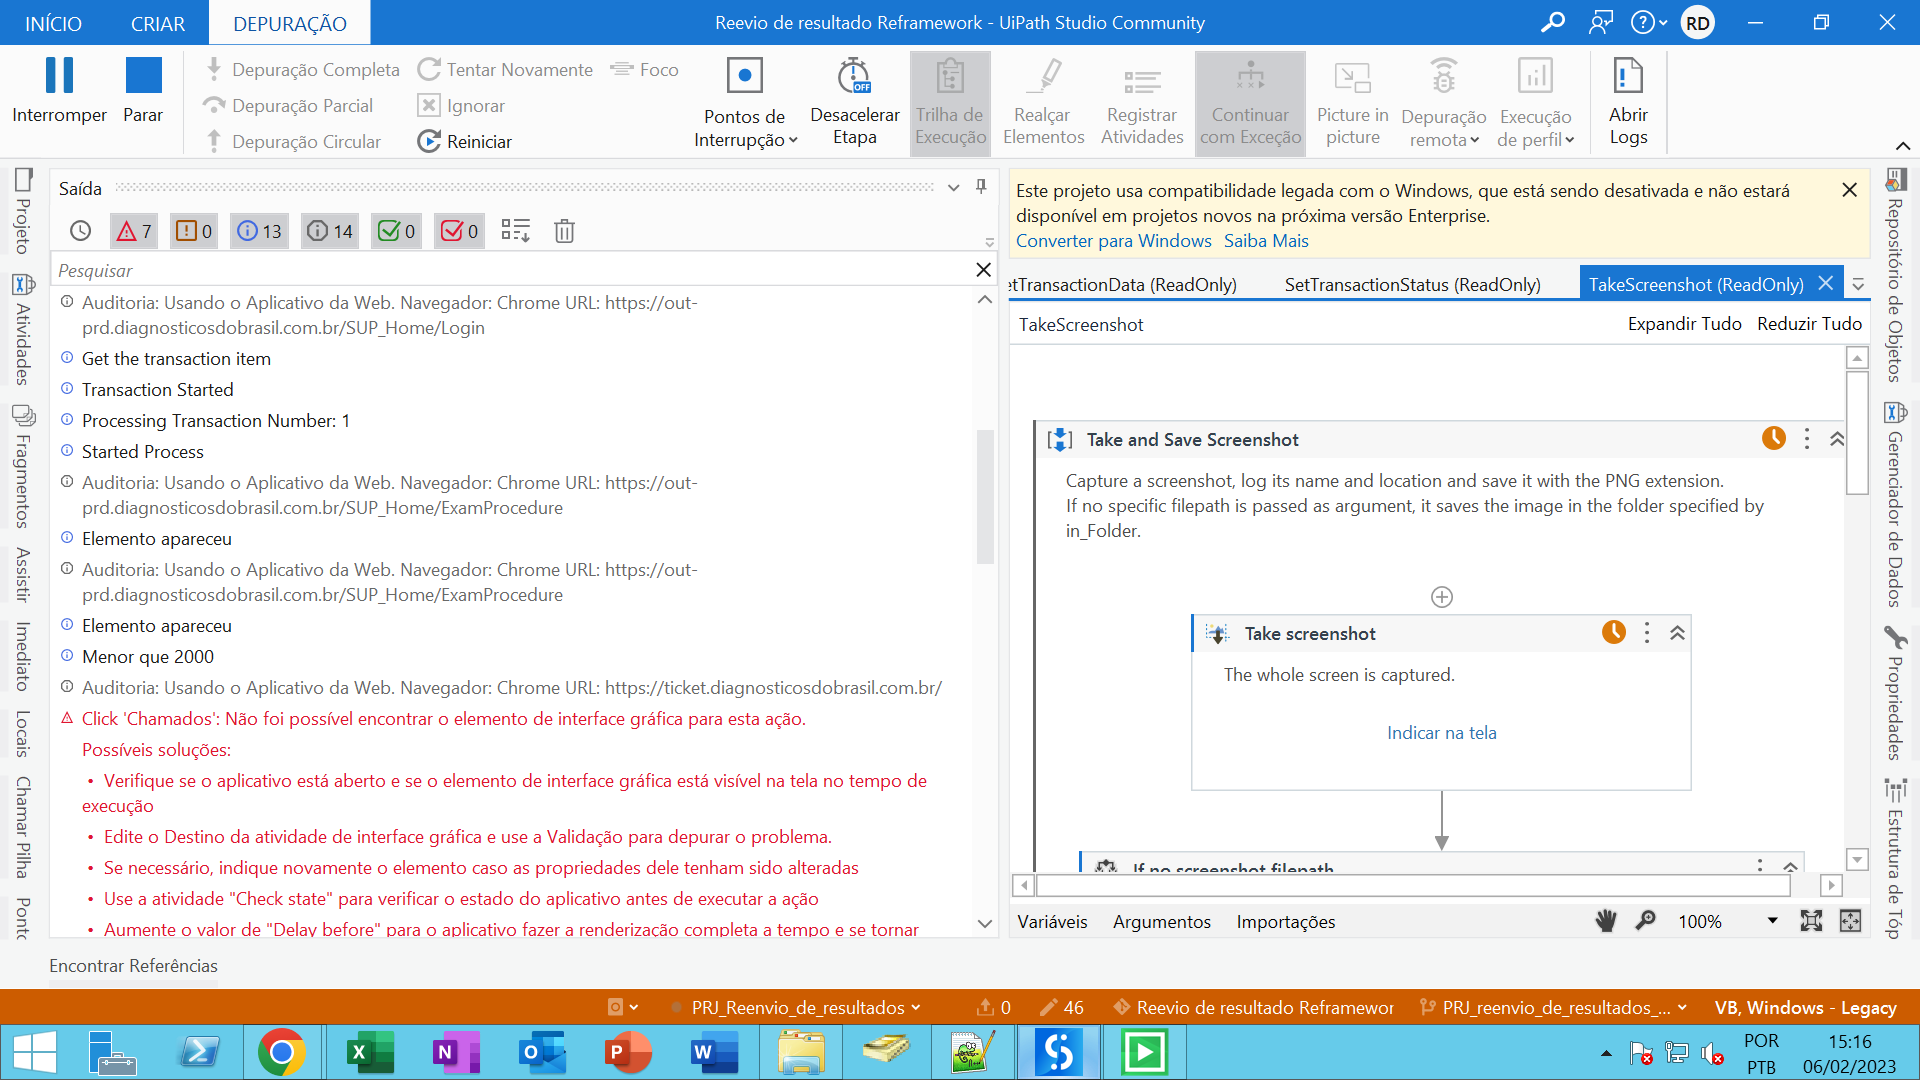 INÍCIO
CRIAR
DEPURAÇÃO
Reevio de resultado Reframework - UiPath Studio Community
RD
Interromper
Parar
Depuração Completa
Depuração Parcial
Depuração Circular
Tentar Novamente
Ignorar
Reiniciar
Foco
Pontos de
Interrupção
OFF
Desacelerar
Etapa
Trilha de
Execução
Realçar
Elementos
Registrar
Atividades
Continuar
com Exceção
Picture in
picture
Depuração
remota
Execução
de perfil
Abrir
Logs
Projeto
Atividades
Fragmentos
Assistir
Imediato
Locais
Chamar Pilha
Saída
7
0
13
14
0
0
Pesquisar
Auditoria: Usando o Aplicativo da Web. Navegador: Chrome URL: https://out-
prd.diagnosticosdobrasil.com.br/SUP_Home/Login
Get the transaction item
Transaction Started
Processing Transaction Number: 1
Started Process
Auditoria: Usando o Aplicativo da Web. Navegador: Chrome URL: https://out-
prd.diagnosticosdobrasil.com.br/SUP_Home/ExamProcedure
Elemento apareceu
Auditoria: Usando o Aplicativo da Web. Navegador: Chrome URL: https://out-
prd.diagnosticosdobrasil.com.br/SUP_Home/ExamProcedure
Elemento apareceu
Menor que 2000
Auditoria: Usando o Aplicativo da Web. Navegador: Chrome URL: https://ticket.diagnosticosdobrasil.com.br/
Click 'Chamados': Não foi possível encontrar o elemento de interface gráfica para esta ação.
Possíveis soluções:
• Verifique se o aplicativo está aberto e se o elemento de interface gráfica está visível na tela no tempo de
execução
• Edite o Destino da atividade de interface gráfica e use a Validação para depurar o problema.
• Se necessário, indique novamente o elemento caso as propriedades dele tenham sido alteradas
• Use a atividade "Check state" para verificar o estado do aplicativo antes de executar a ação
• Aumente o valor de "Delay before" para o aplicativo fazer a renderização completa a tempo e se tornar
Encontrar Referências
Este projeto usa compatibilidade legada com o Windows, que está sendo desativada e não estará
disponível em projetos novos na próxima versão Enterprise.
Converter para Windows Saiba Mais
etTransactionData (ReadOnly)
SetTransactionStatus (ReadOnly)
TakeScreenshot (ReadOnly)
TakeScreenshot
Expandir Tudo
Reduzir Tudo
Take and Save Screenshot
Capture a screenshot, log its name and location and save it with the PNG extension.
If no specific filepath is passed as argument, it saves the image in the folder specified by
in_Folder.
Take screenshot
The whole screen is captured.
Indicar na tela
If no screenshot filepath
Variáveis
Argumentos
Importações
100%
Repositório de Objetos
Gerenciador de Dados
Propriedades
Estrutura de Tóp
PRJ_Reenvio_de_resultados
0
46
Reevio de resultado Reframewor
PRJ_reenvio_de_resultados_...
VB, Windows - Legacy
POR
PTB
15:16
06/02/2023